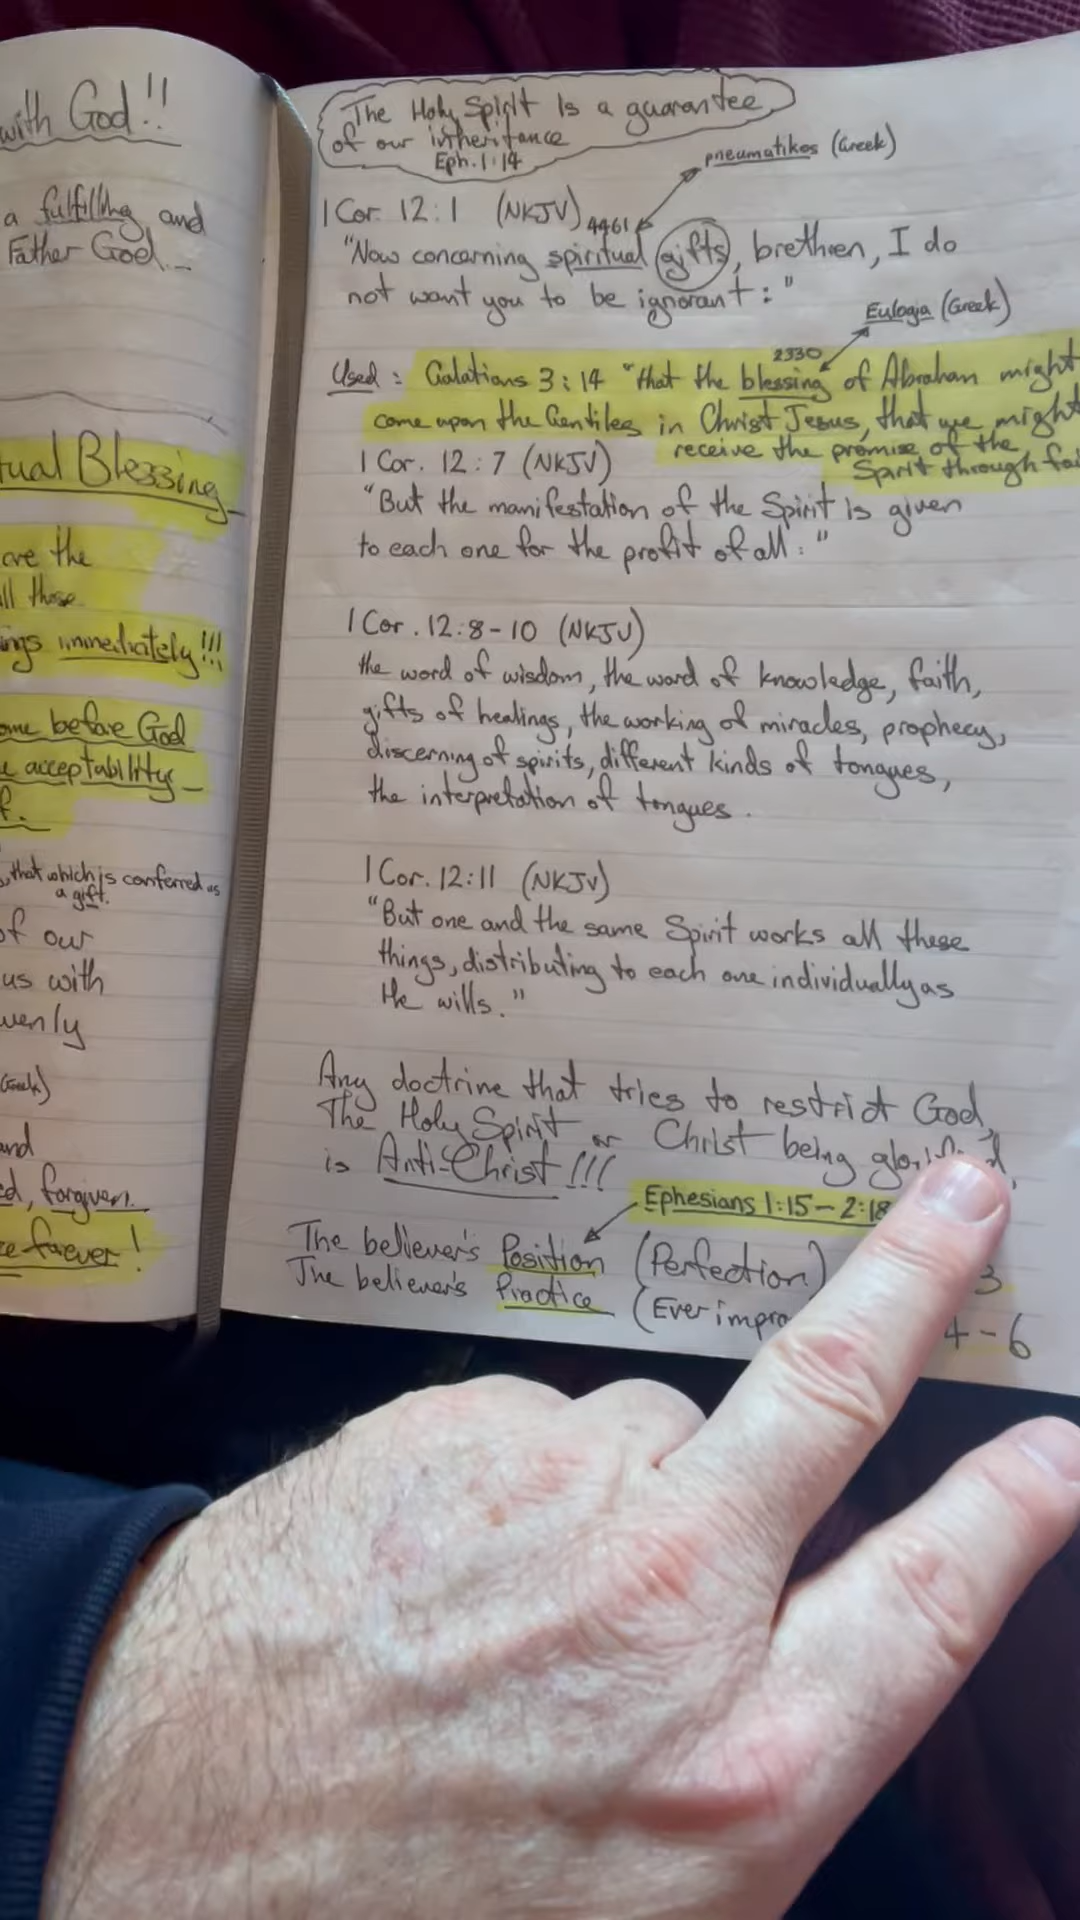 with God!!
a fulfilling and
Father God.
tual Blessing
are the
ll these
ings immediately!!!
ome before God
acceptability
f.
, that which is conferred as
a gift.
of our
us with
venly
(Greek)
and
ed, forgiven.
forever!
The Holy Spirit Is a guarantee
of our inheritance
Eph. 1:14
pneumatikos (Greek)
1 Cor. 12:1 (NKJV) 4461
"Now concerning spiritual gifts, brethren, I do
not want you to be ignorant:"
Eulogia (Greek)
2330
Used: Galatians 3:14 "that the blessing of Abraham might
come upon the Gentiles in Christ Jesus, that we might
receive the promise of the
Spirit through fai
1 Cor. 12:7 (NKJV)
"But the manifestation of the Spirit is given
to each one for the profit of all:"
1 Cor. 12:8-10 (NKJV)
the word of wisdom, the word of knowledge, faith,
gifts of healings, the working of miracles, prophecy,
discerning of spirits, different kinds of tongues,
the interpretation of tongues.
1 Cor. 12:11 (NKJV)
"But one and the same Spirit works all these
things, distributing to each one individually as
He wills."
Any doctrine that tries to restrict God,
The Holy Spirit or Christ being glorified,
is Anti-Christ!!!
Ephesians 1:15-2:18
The believer's Position (Perfection) 3
The believer's Practice (Ever impro 4-6